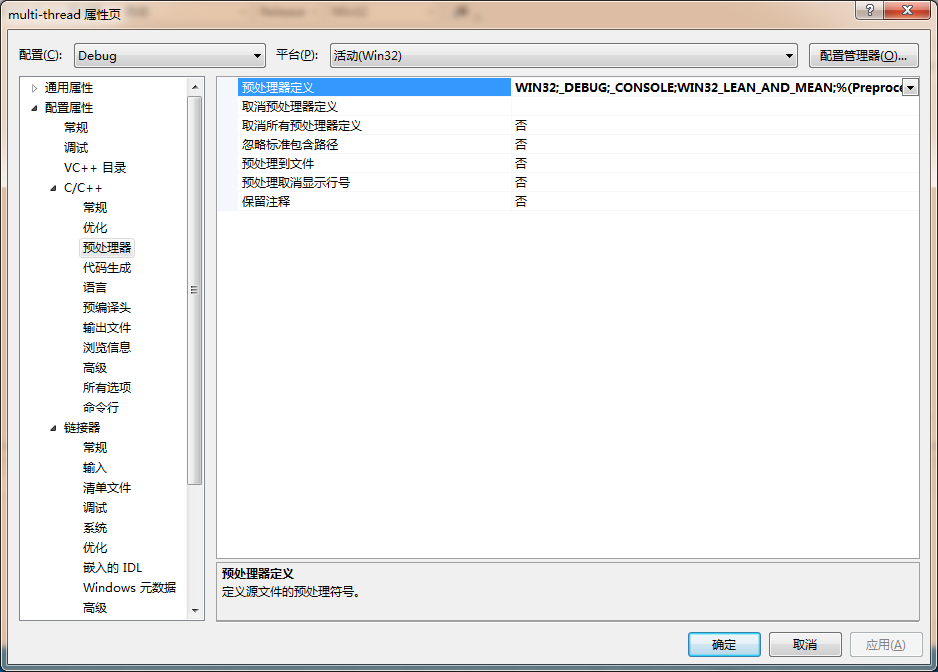 multi-thread 属性页
配置(C): Debug 平台(P): 活动(Win32) 配置管理器(O)...
通用属性
配置属性
常规
调试
VC++ 目录
C/C++
常规
优化
预处理器
代码生成
语言
预编译头
输出文件
浏览信息
高级
所有选项
命令行
链接器
常规
输入
清单文件
调试
系统
优化
嵌入的 IDL
Windows 元数据
高级
预处理器定义 WIN32;_DEBUG;_CONSOLE;WIN32_LEAN_AND_MEAN;%(Preproc
取消预处理器定义
取消所有预处理器定义 否
忽略标准包含路径 否
预处理到文件 否
预处理取消显示行号 否
保留注释 否
预处理器定义
定义源文件的预处理符号。
确定 取消 应用(A)